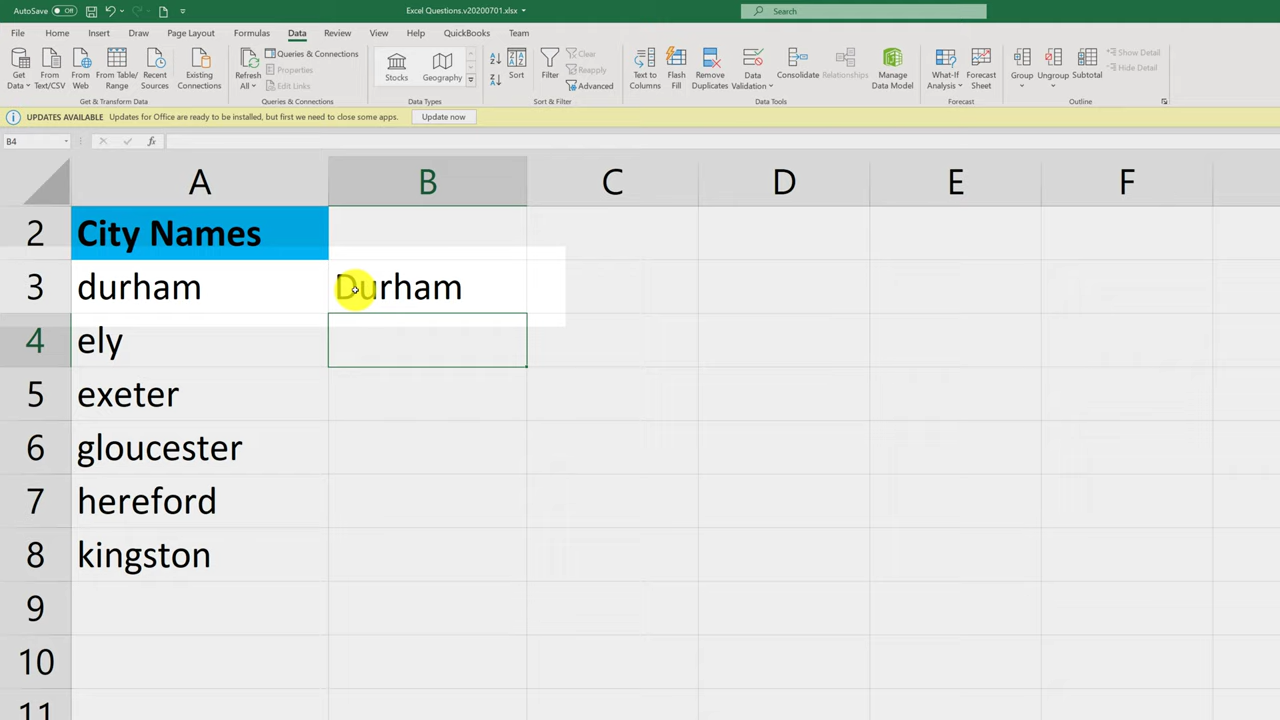 AutoSave Off
Excel Questions.v20200701.xlsx
Search
File Home Insert Draw Page Layout Formulas Data Review View Help QuickBooks Team
Get Data From Text/CSV From Web From Table/ Range Recent Sources Existing Connections
Get & Transform Data
Refresh All Queries & Connections Properties Edit Links
Queries & Connections
Stocks Geography
Data Types
Sort Filter Clear Reapply Advanced
Sort & Filter
Text to Columns Flash Fill Remove Duplicates Data Validation Consolidate Relationships Manage Data Model
Data Tools
What-If Analysis Forecast Sheet
Forecast
Group Ungroup Subtotal Show Detail Hide Detail
Outline
UPDATES AVAILABLE Updates for Office are ready to be installed, but first we need to close some apps. Update now
B4 fx
A B C D E F
2 City Names
3 durham Durham
4 ely
5 exeter
6 gloucester
7 hereford
8 kingston
9
10
11